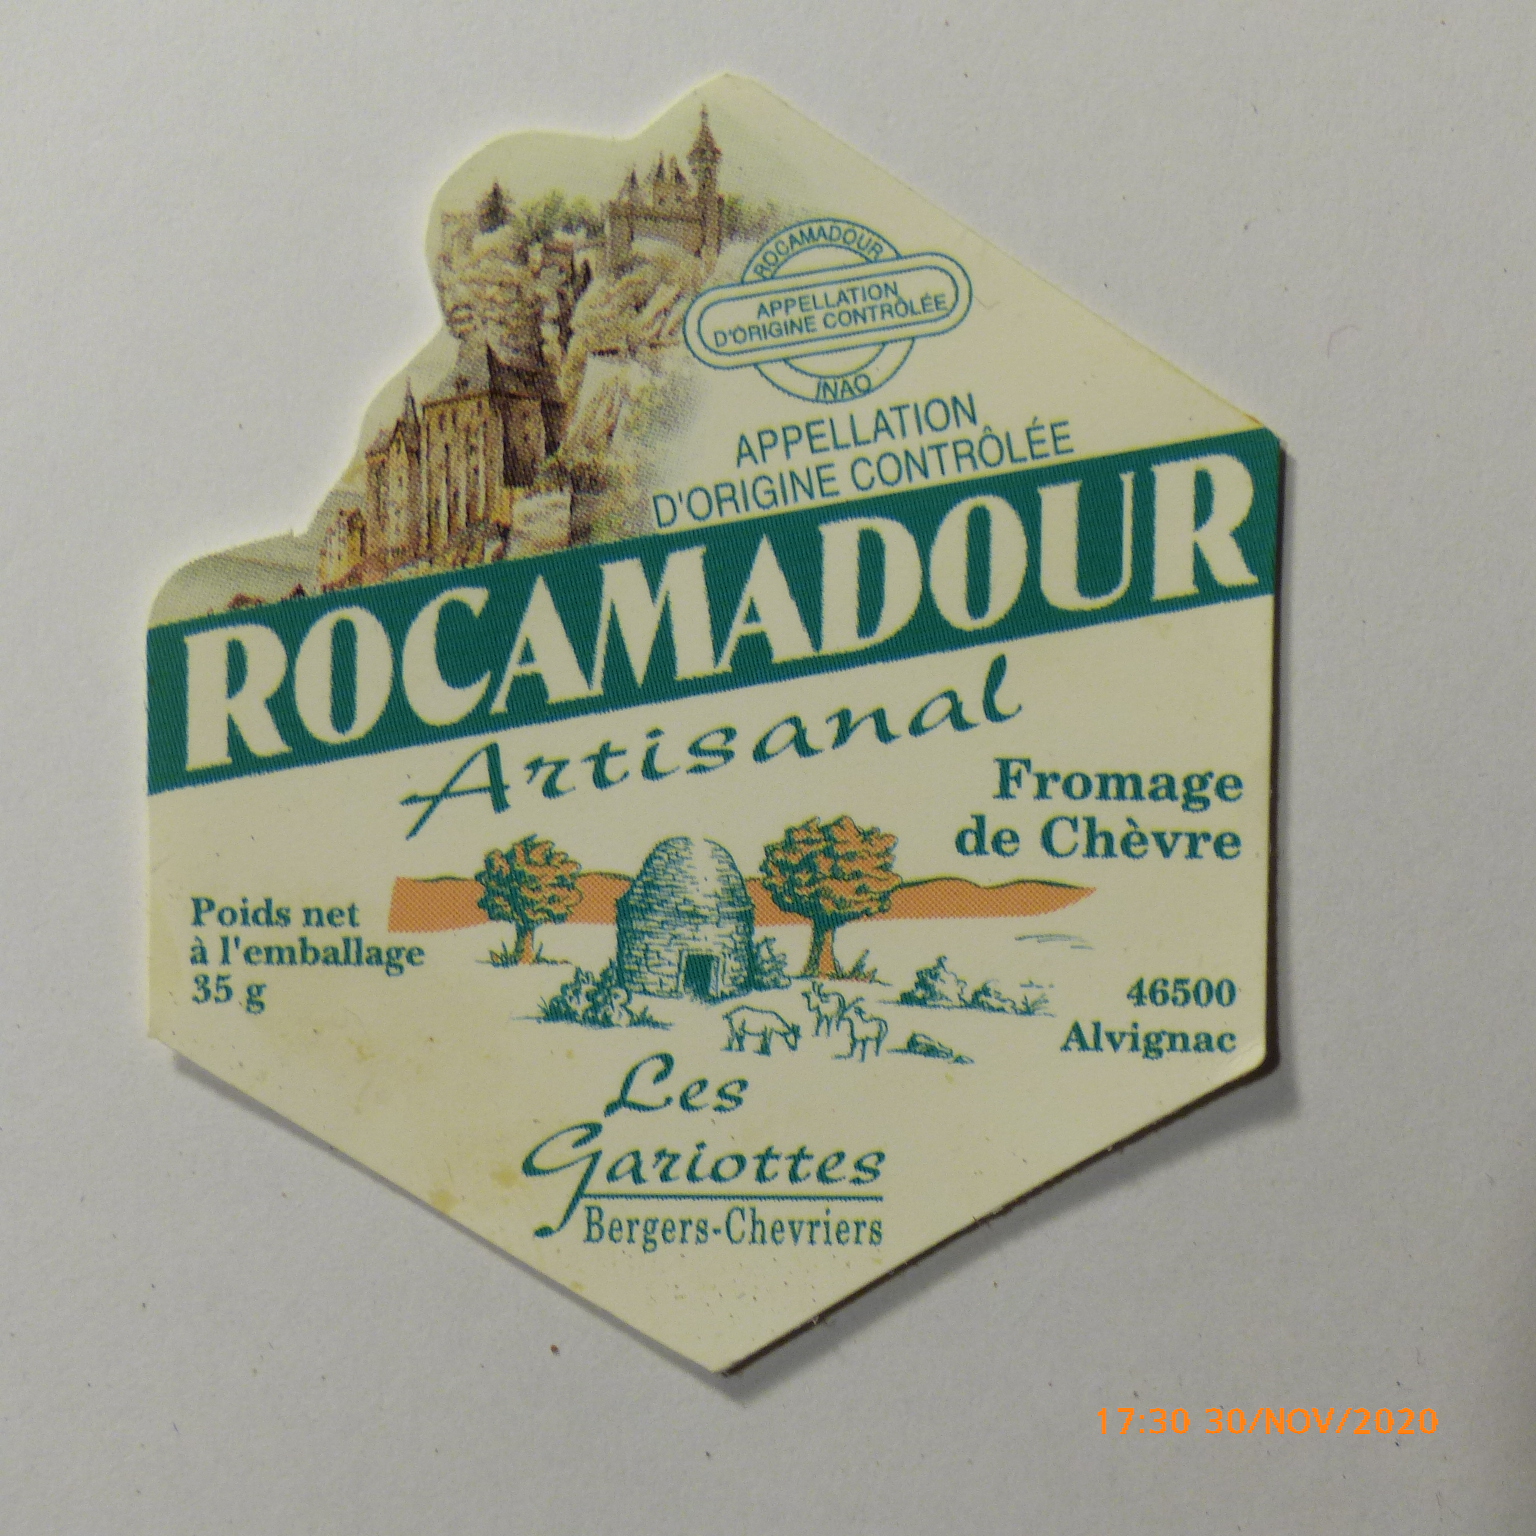 ROCAMADOUR
APPELLATION
D'ORIGINE CONTRÔLÉE
INAO
APPELLATION
D'ORIGINE CONTRÔLÉE
ROCAMADOUR
Artisanal
Fromage
de Chèvre
Poids net
à l'emballage
35 g
46500
Alvignac
Les
Gariottes
Bergers-Chevriers
17:30 30/NOV/2020